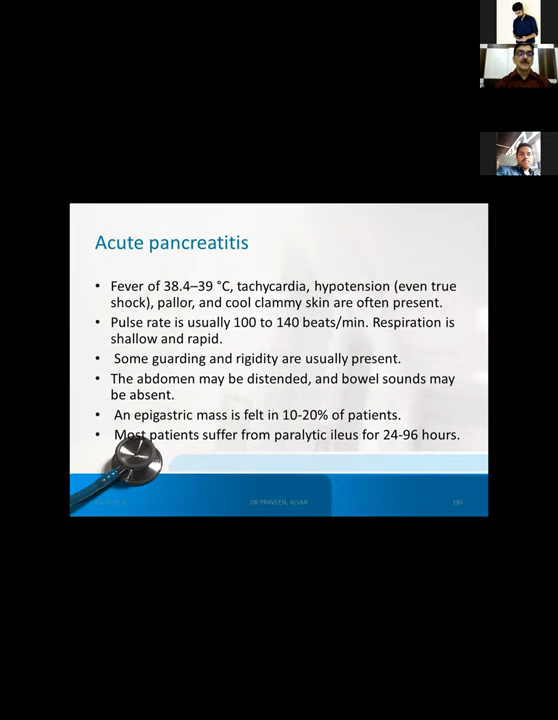 Acute pancreatitis
• Fever of 38.4–39 °C, tachycardia, hypotension (even true
shock), pallor, and cool clammy skin are often present.
• Pulse rate is usually 100 to 140 beats/min. Respiration is
shallow and rapid.
• Some guarding and rigidity are usually present.
• The abdomen may be distended, and bowel sounds may
be absent.
• An epigastric mass is felt in 10-20% of patients.
• Most patients suffer from paralytic ileus for 24-96 hours.
DR PRAVEEN, ALVAR